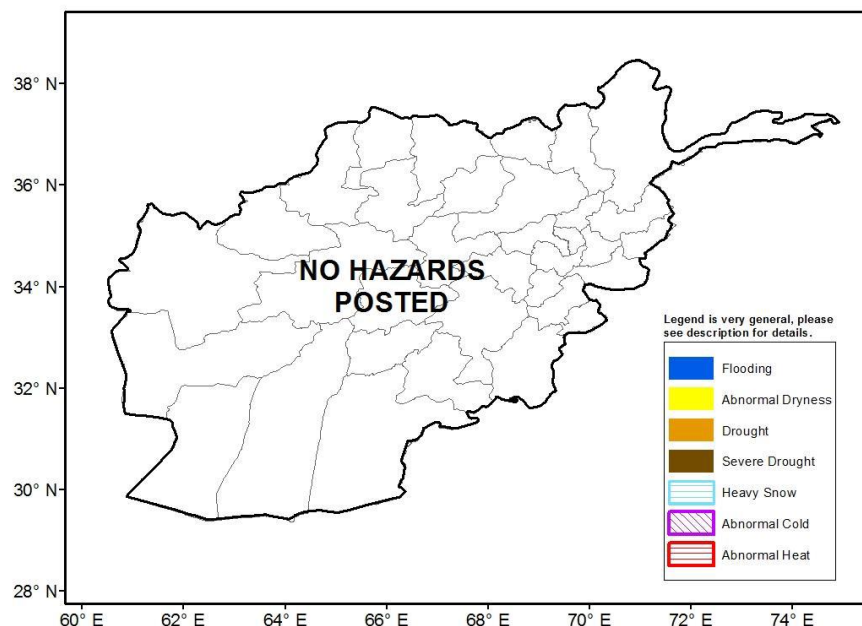 38° N
36° N
34° N
32° N
30° N
28° N
NO HAZARDS
POSTED
Legend is very general, please
see description for details.
Flooding
Abnormal Dryness
Drought
Severe Drought
Heavy Snow
Abnormal Cold
Abnormal Heat
60° E 62° E 64° E 66° E 68° E 70° E 72° E 74° E